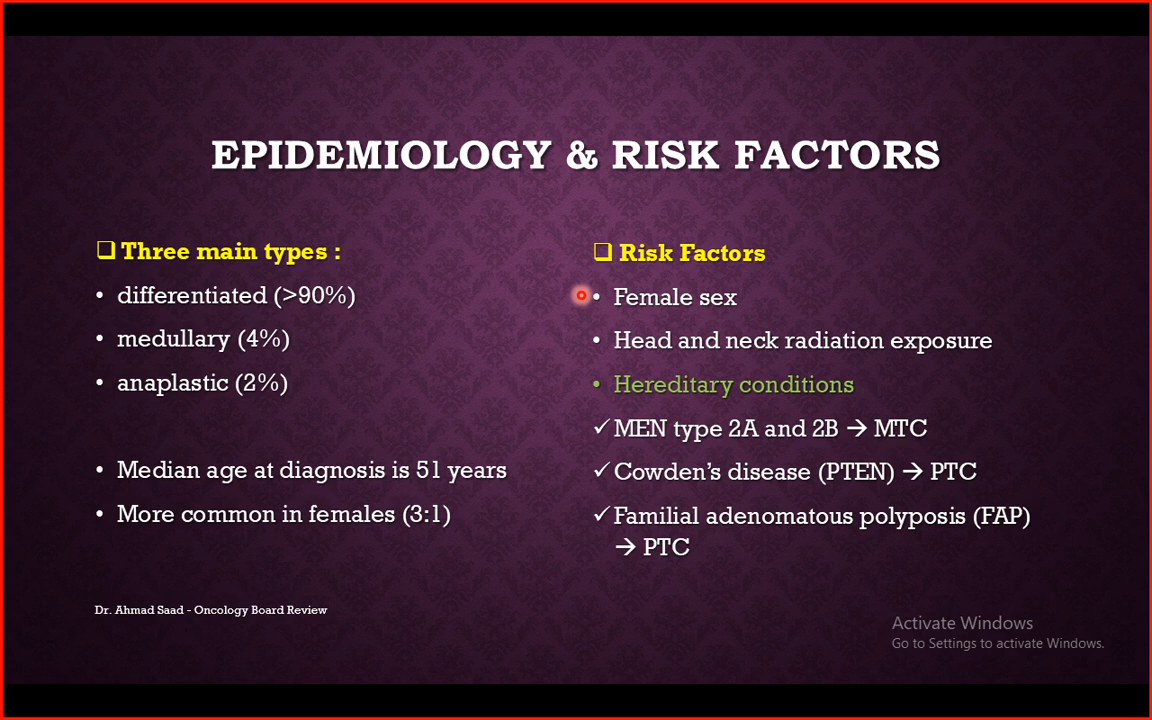 EPIDEMIOLOGY & RISK FACTORS
❑ Three main types :
• differentiated (>90%)
• medullary (4%)
• anaplastic (2%)
• Median age at diagnosis is 51 years
• More common in females (3:1)
❑ Risk Factors
• Female sex
• Head and neck radiation exposure
• Hereditary conditions
✓ MEN type 2A and 2B → MTC
✓ Cowden’s disease (PTEN) → PTC
✓ Familial adenomatous polyposis (FAP)
→ PTC
Dr. Ahmad Saad - Oncology Board Review
Activate Windows
Go to Settings to activate Windows.